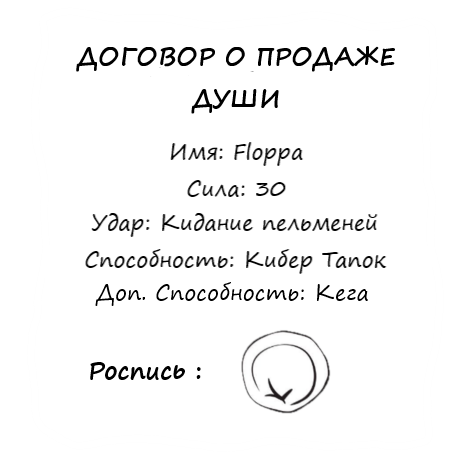 ДОГОВОР О ПРОДАЖЕ
ДУШИ
Имя: Floppa
Сила: 30
Удар: Кидание пельменей
Способность: Кибер Тапок
Доп. Способность: Кега
Роспись :